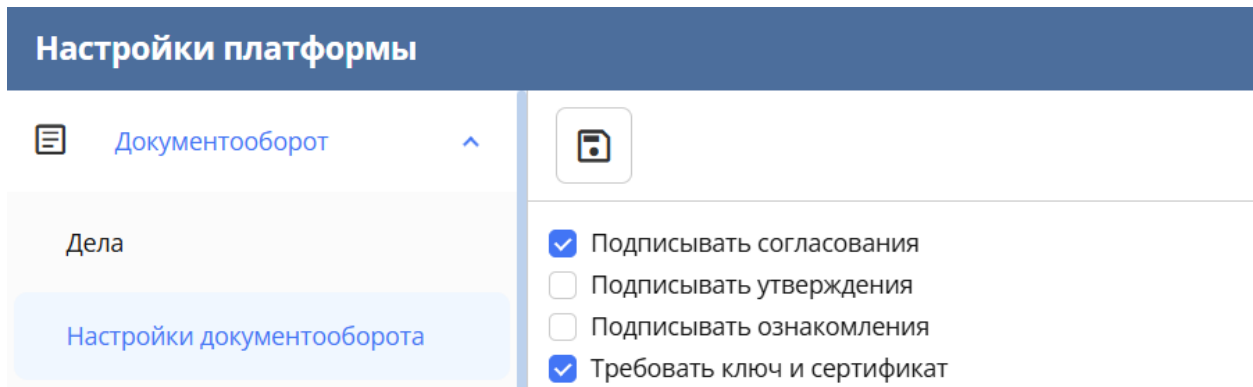 Настройки платформы
Документооборот
Дела
Настройки документооборота
Подписывать согласования
Подписывать утверждения
Подписывать ознакомления
Требовать ключ и сертификат